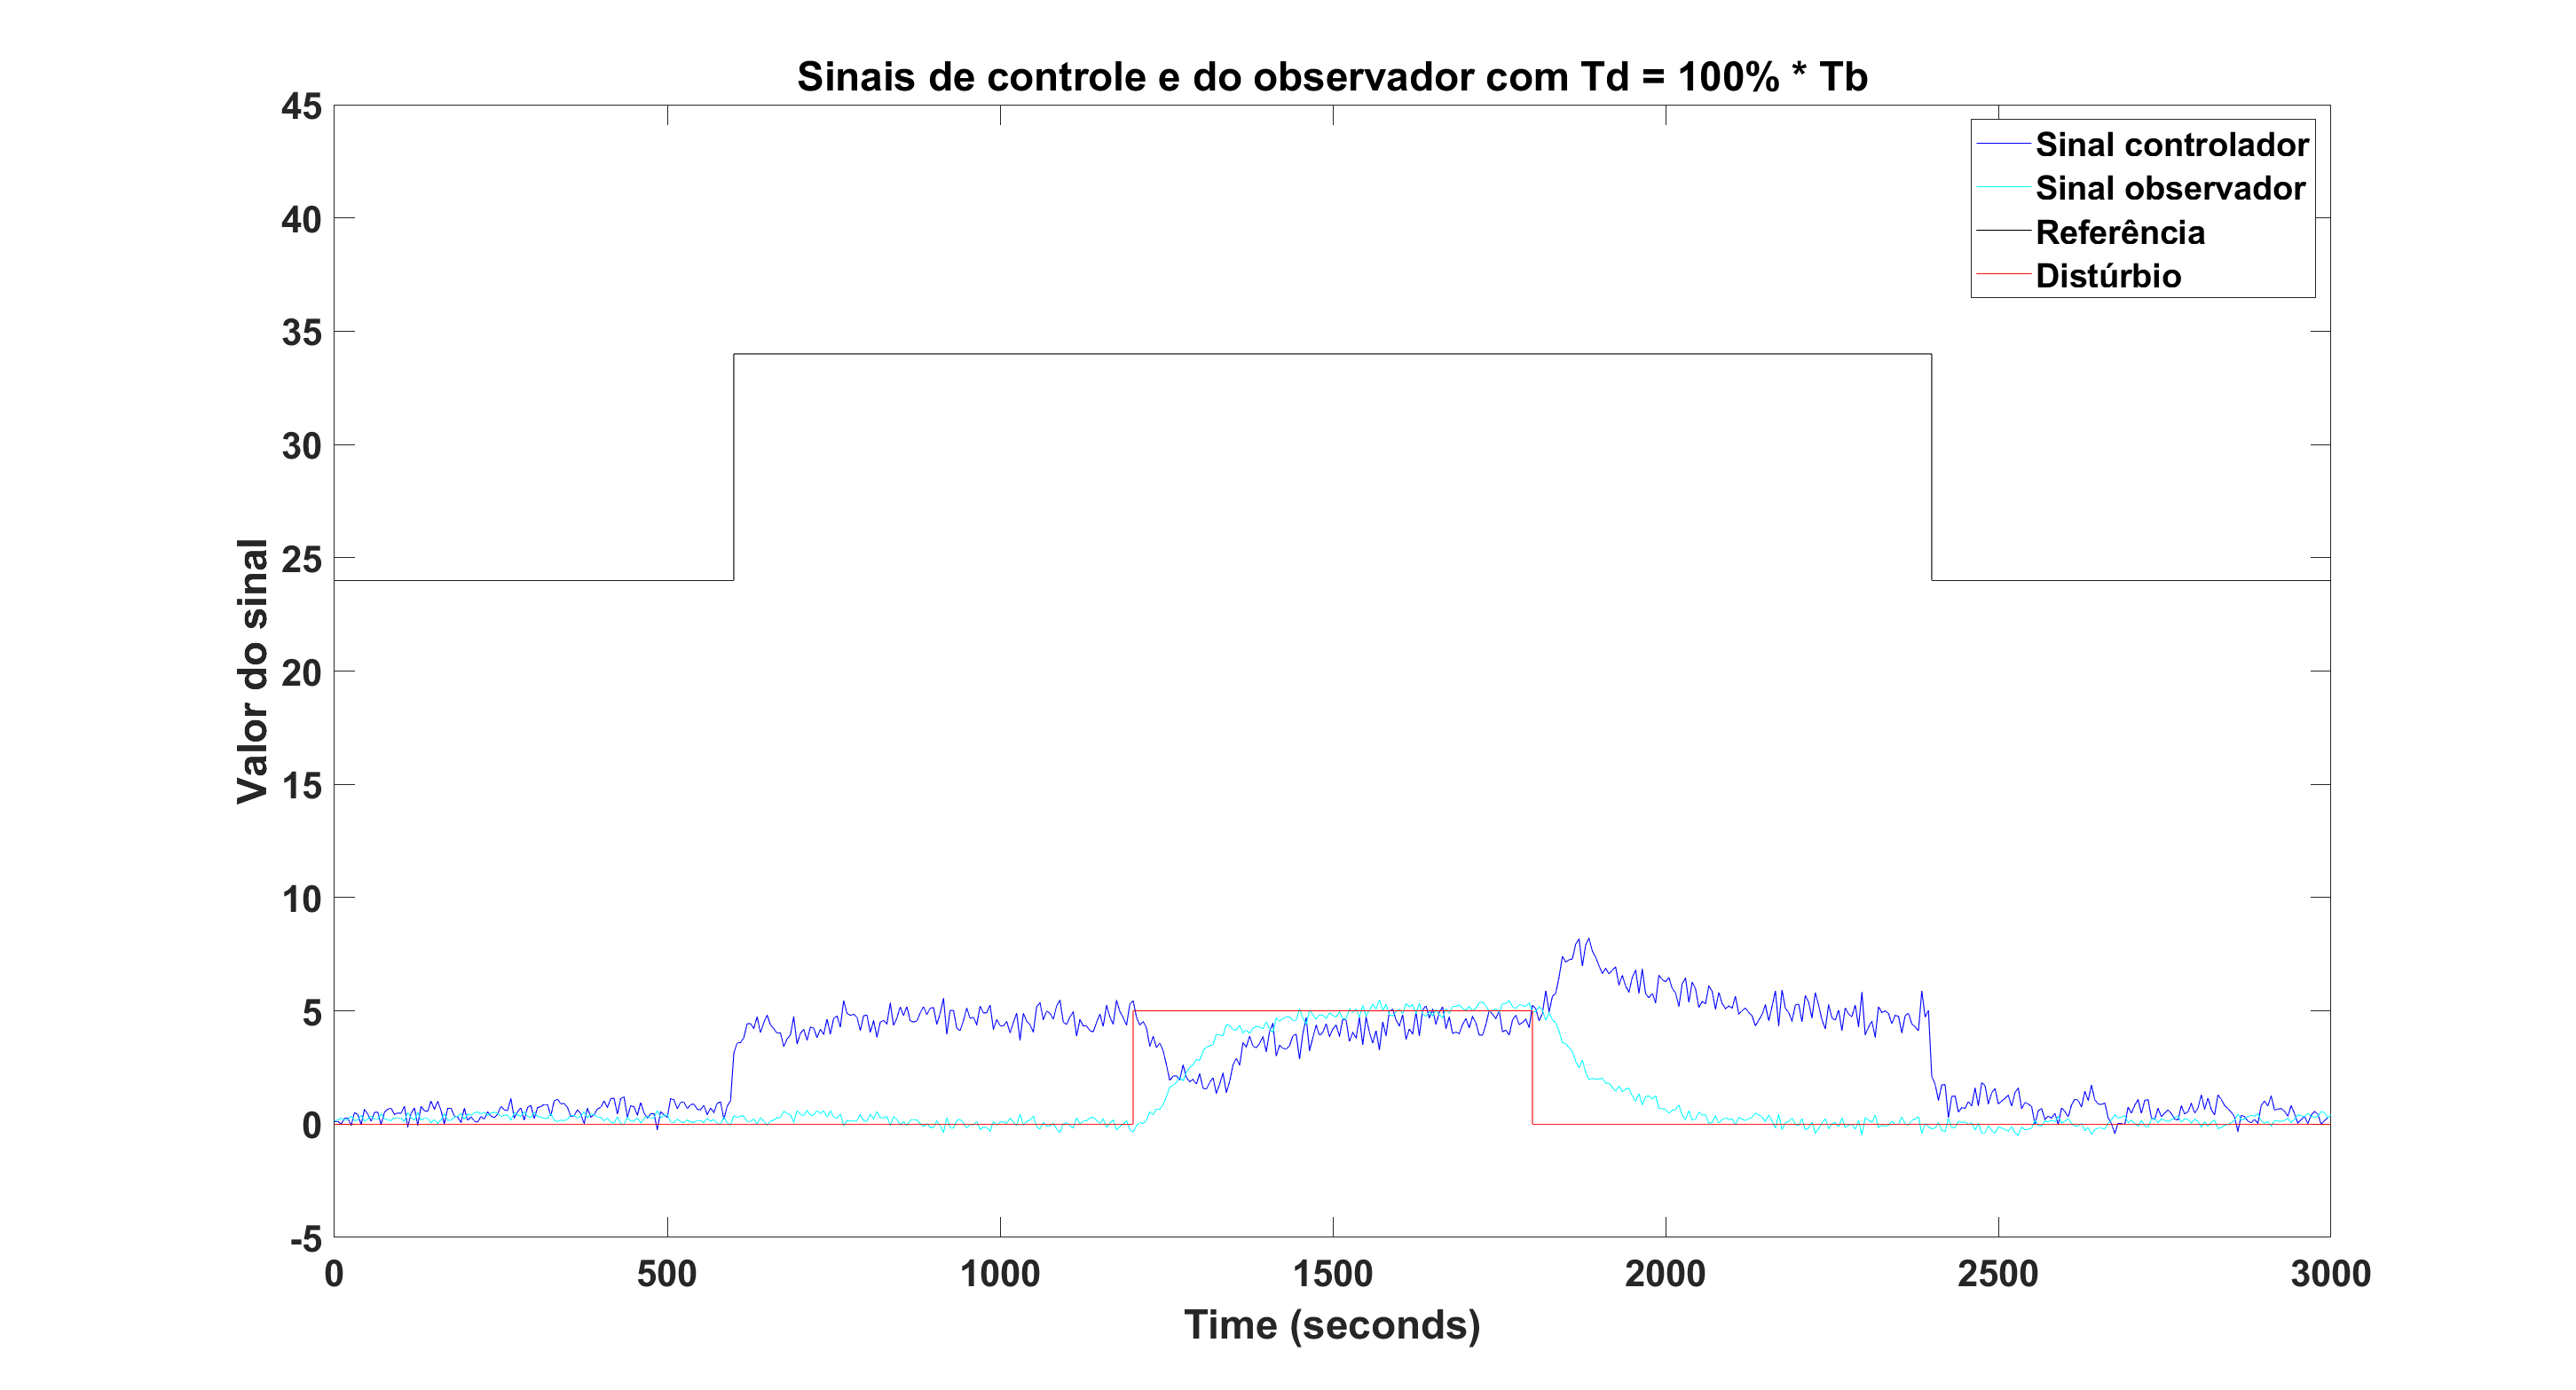 Sinais de controle e do observador com Td = 100% * Tb
45
40
35
30
25
20
15
10
5
0
-5
Valor do sinal
Sinal controlador
Sinal observador
Referência
Distúrbio
0 500 1000 1500 2000 2500 3000
Time (seconds)